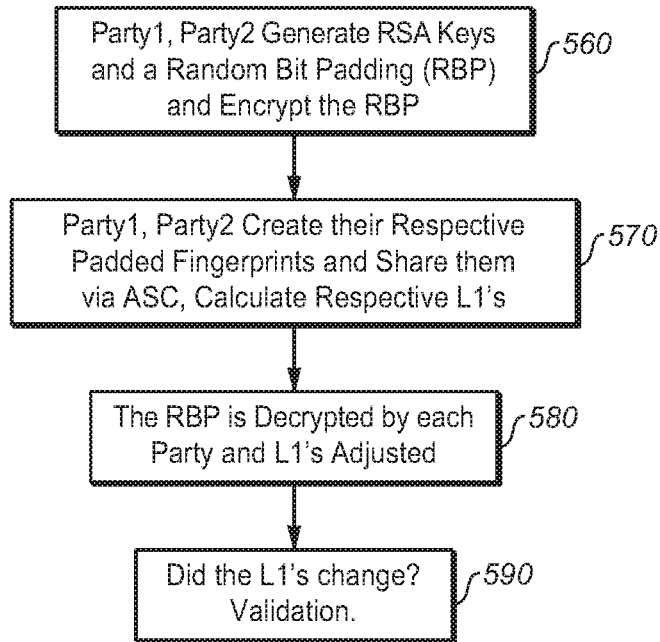 Party1, Party2 Generate RSA Keys
and a Random Bit Padding (RBP)
and Encrypt the RBP
560
Party1, Party2 Create their Respective
Padded Fingerprints and Share them
via ASC, Calculate Respective L1's
570
The RBP is Decrypted by each
Party and L1's Adjusted
580
Did the L1's change?
Validation.
590